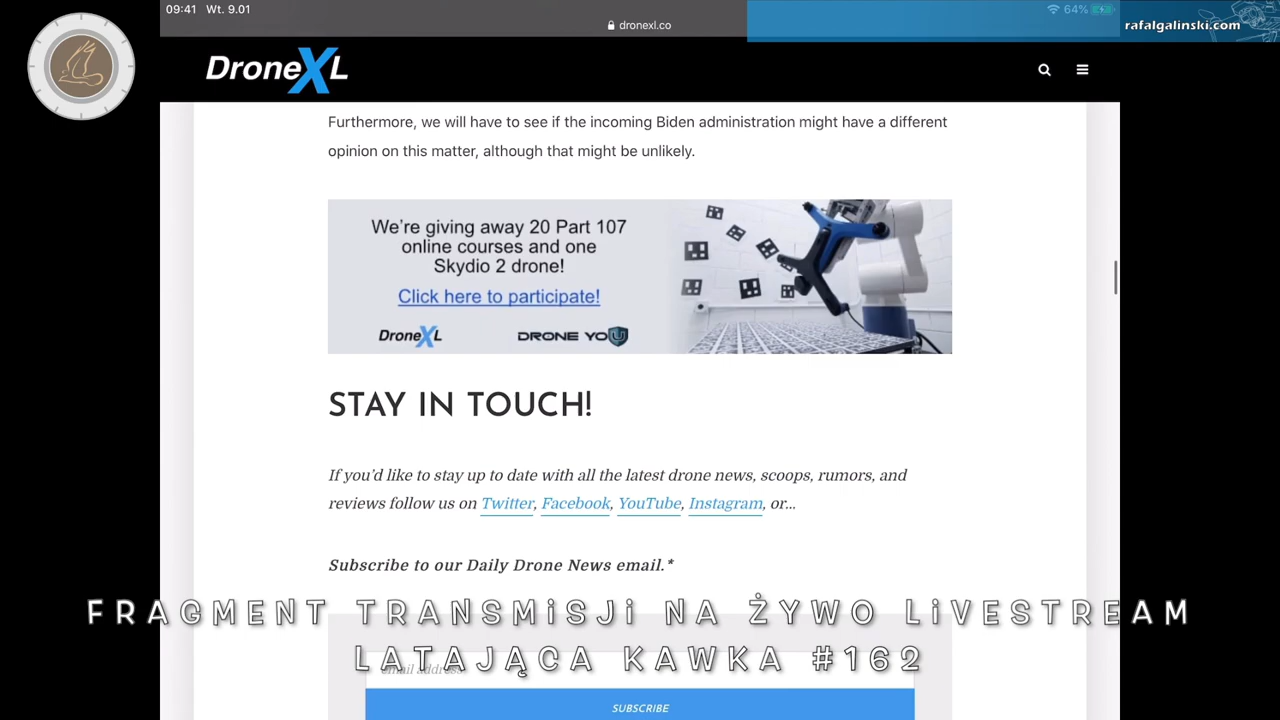 09:41 Wt. 9.01
dronexl.co
64%
rafalgalinski.com
DroneXL
Furthermore, we will have to see if the incoming Biden administration might have a different
opinion on this matter, although that might be unlikely.
We're giving away 20 Part 107
online courses and one
Skydio 2 drone!
Click here to participate!
DroneXL DRONE YOU
STAY IN TOUCH!
If you'd like to stay up to date with all the latest drone news, scoops, rumors, and
reviews follow us on Twitter, Facebook, YouTube, Instagram, or...
Subscribe to our Daily Drone News email.*
FRAGMENT TRANSMiSJi NA ŻYWO LiVESTREAM
LATAJĄCA KAWKA #162
email address
SUBSCRIBE